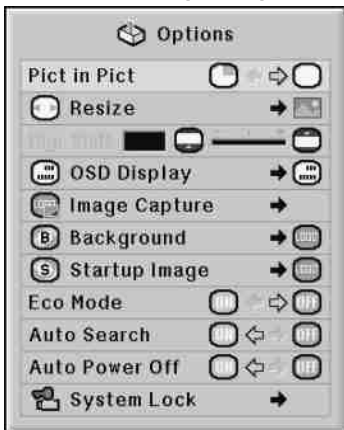 Options
Pict in Pict
Resize
OSD Display
Image Capture
B Background
S Startup Image
Eco Mode
Auto Search
Auto Power Off
System Lock